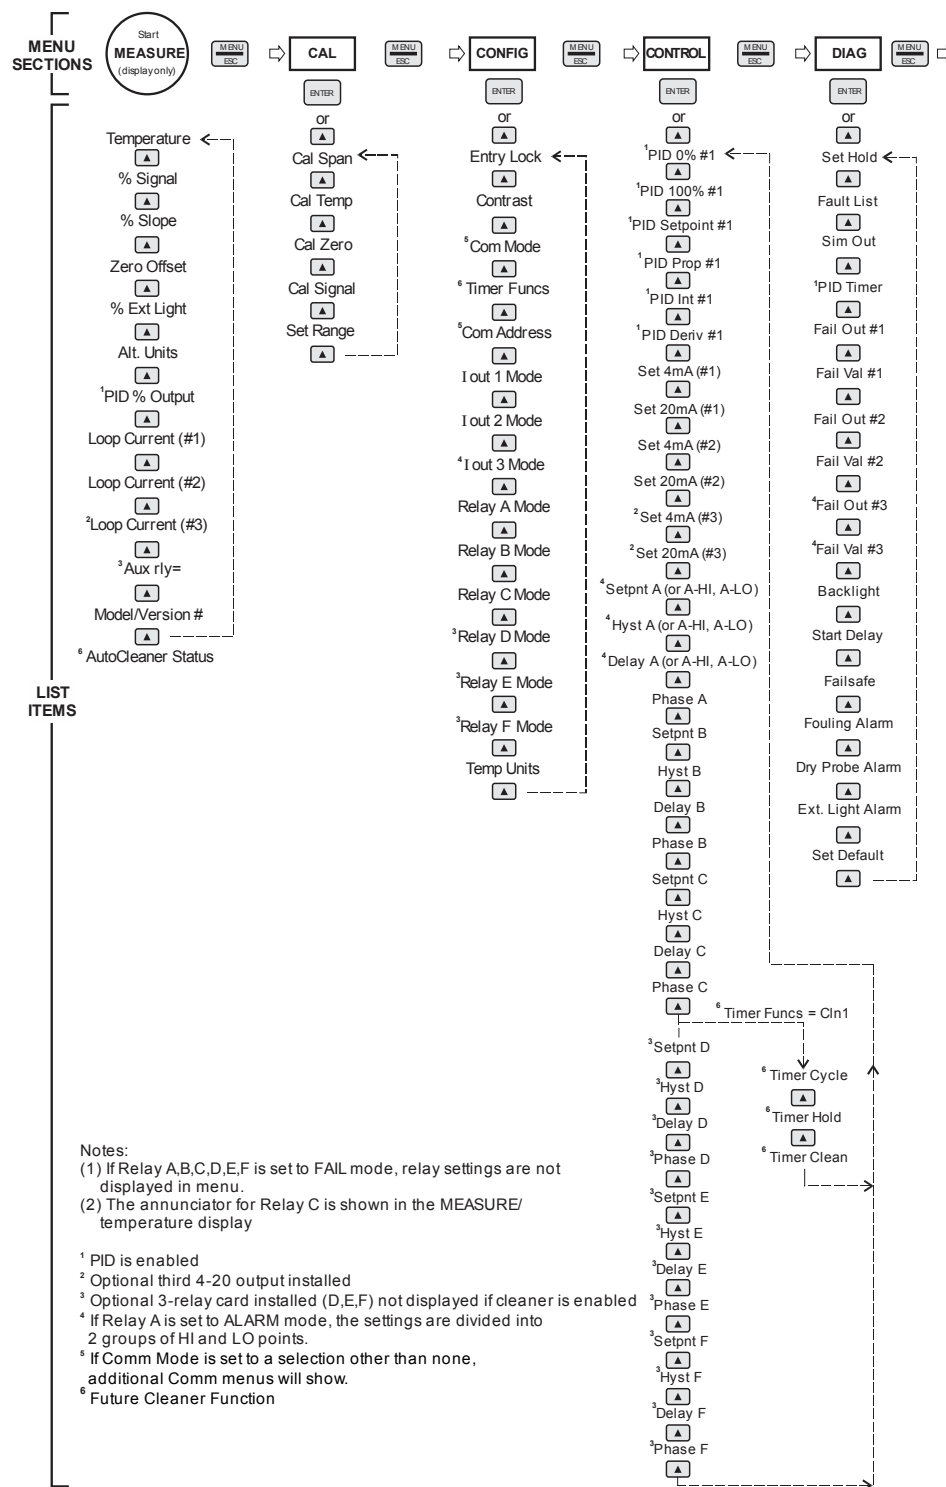 MENU
SECTIONS
Start
MEASURE
(display only)
MENU
ESC
CAL
MENU
ESC
CONFIG
MENU
ESC
CONTROL
MENU
ESC
DIAG
MENU
ESC
ENTER
ENTER
ENTER
ENTER
LIST
ITEMS
Temperature
% Signal
% Slope
Zero Offset
% Ext Light
Alt. Units
¹PID % Output
Loop Current (#1)
Loop Current (#2)
²Loop Current (#3)
³Aux rly=
Model/Version #
⁶AutoCleaner Status
or
Cal Span
Cal Temp
Cal Zero
Cal Signal
Set Range
or
Entry Lock
Contrast
⁵Com Mode
⁶Timer Funcs
⁵Com Address
I out 1 Mode
I out 2 Mode
⁴I out 3 Mode
Relay A Mode
Relay B Mode
Relay C Mode
³Relay D Mode
³Relay E Mode
³Relay F Mode
Temp Units
or
¹PID 0% #1
¹PID 100% #1
¹PID Setpoint #1
¹PID Prop #1
¹PID Int #1
¹PID Deriv #1
Set 4mA (#1)
Set 20mA (#1)
Set 4mA (#2)
Set 20mA (#2)
²Set 4mA (#3)
²Set 20mA (#3)
⁴Setpnt A (or A-HI, A-LO)
⁴Hyst A (or A-HI, A-LO)
⁴Delay A (or A-HI, A-LO)
Phase A
Setpnt B
Hyst B
Delay B
Phase B
Setpnt C
Hyst C
Delay C
Phase C
³Setpnt D
³Hyst D
³Delay D
³Phase D
³Setpnt E
³Hyst E
³Delay E
³Phase E
³Setpnt F
³Hyst F
³Delay F
³Phase F
⁶Timer Funcs = Cln1
⁶Timer Cycle
⁶Timer Hold
⁶Timer Clean
or
Set Hold
Fault List
Sim Out
¹PID Timer
Fail Out #1
Fail Val #1
Fail Out #2
Fail Val #2
⁴Fail Out #3
⁴Fail Val #3
Backlight
Start Delay
Failsafe
Fouling Alarm
Dry Probe Alarm
Ext. Light Alarm
Set Default
Notes:
(1) If Relay A,B,C,D,E,F is set to FAIL mode, relay settings are not
displayed in menu.
(2) The annunciator for Relay C is shown in the MEASURE/
temperature display
¹ PID is enabled
² Optional third 4-20 output installed
³ Optional 3-relay card installed (D,E,F) not displayed if cleaner is enabled
⁴ If Relay A is set to ALARM mode, the settings are divided into
2 groups of HI and LO points.
⁵ If Comm Mode is set to a selection other than none,
additional Comm menus will show.
⁶ Future Cleaner Function